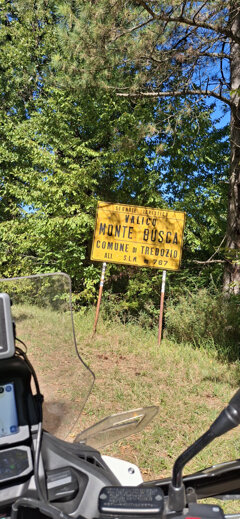 VALICO
MONTE BUSCA
COMUNE DI TREDOZIO
ALT. S.L.M. 787